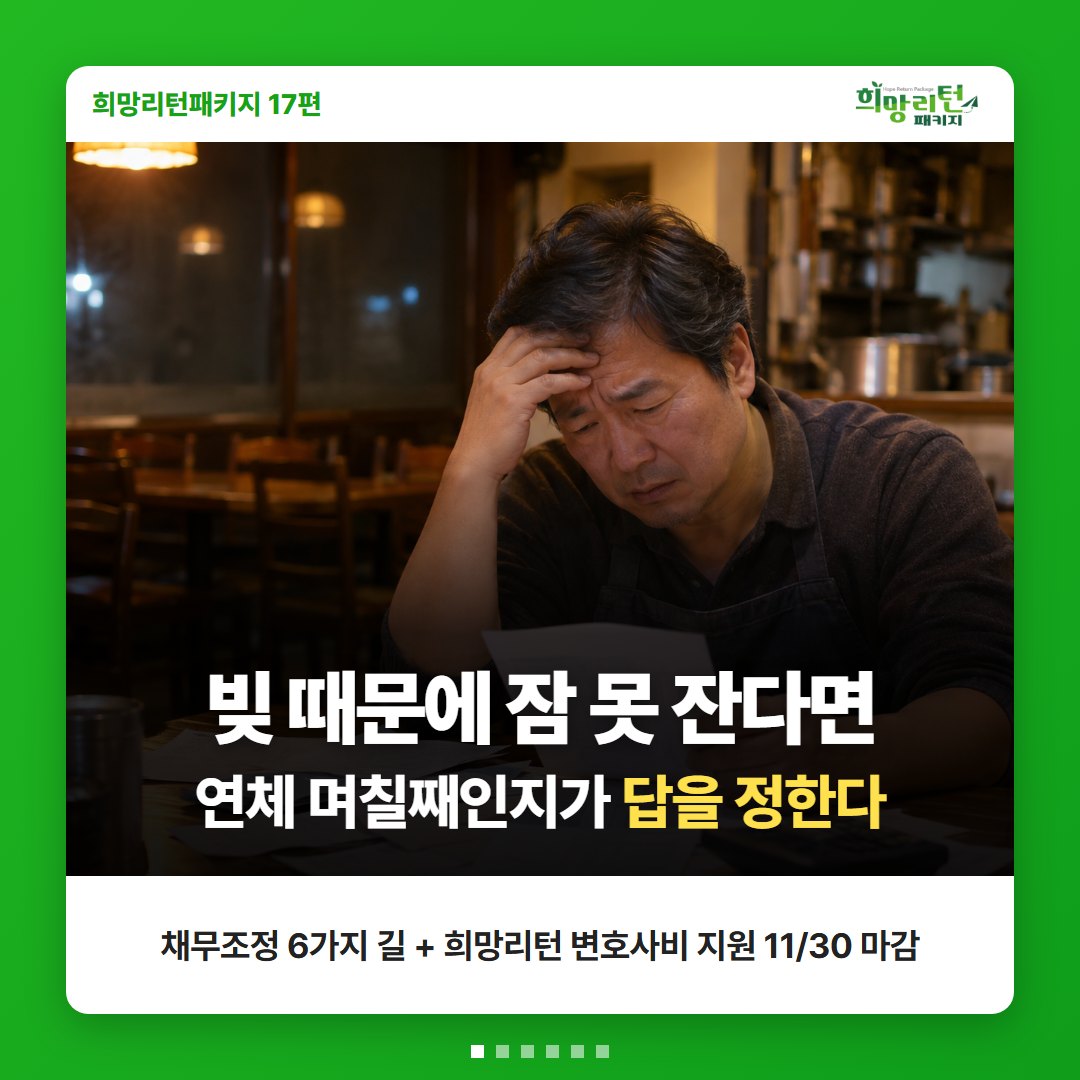 희망리턴패키지 17편
Hope Return Package
희망리턴
패키지
빚 때문에 잠 못 잔다면
연체 며칠째인지가 답을 정한다
채무조정 6가지 길 + 희망리턴 변호사비 지원 11/30 마감